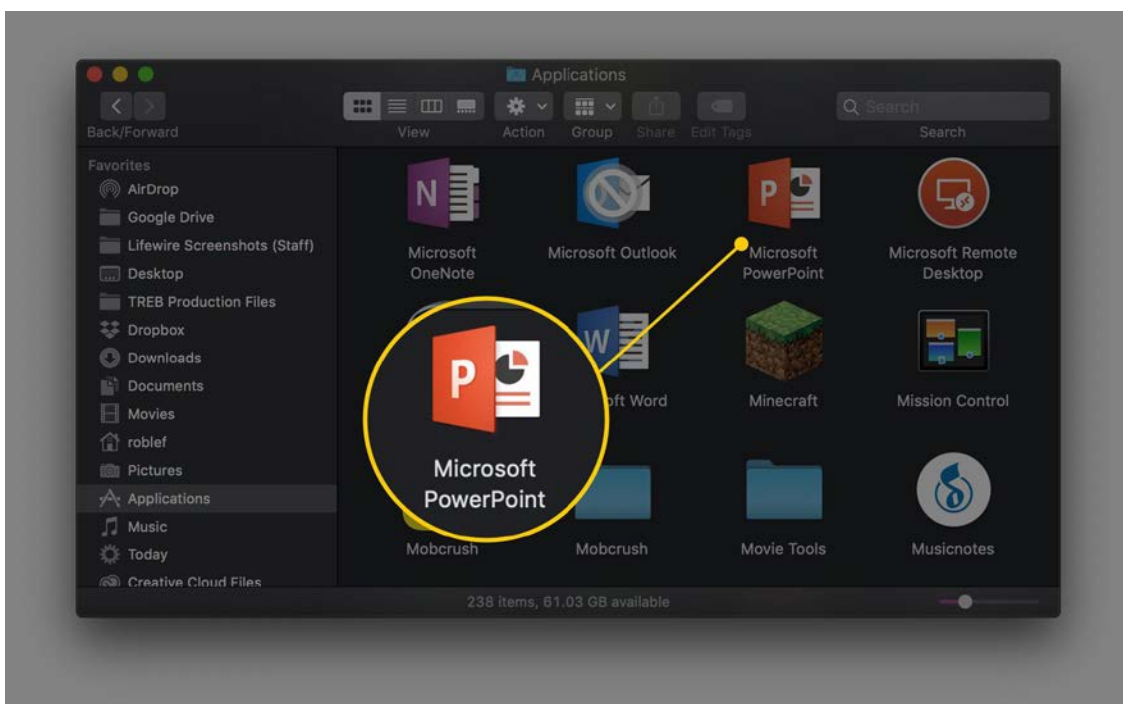 Applications
Back/Forward
View
Action
Group
Share
Edit Tags
Search
Search
Favorites
AirDrop
Google Drive
Lifewire Screenshots (Staff)
Desktop
TREB Production Files
Dropbox
Downloads
Documents
Movies
roblef
Pictures
Applications
Music
Today
Creative Cloud Files
N
Microsoft
OneNote
Microsoft Outlook
P
Microsoft
PowerPoint
Microsoft Remote
Desktop
P
Microsoft
PowerPoint
W
oft Word
Minecraft
Mission Control
Mobcrush
Mobcrush
Movie Tools
Musicnotes
238 items, 61.03 GB available